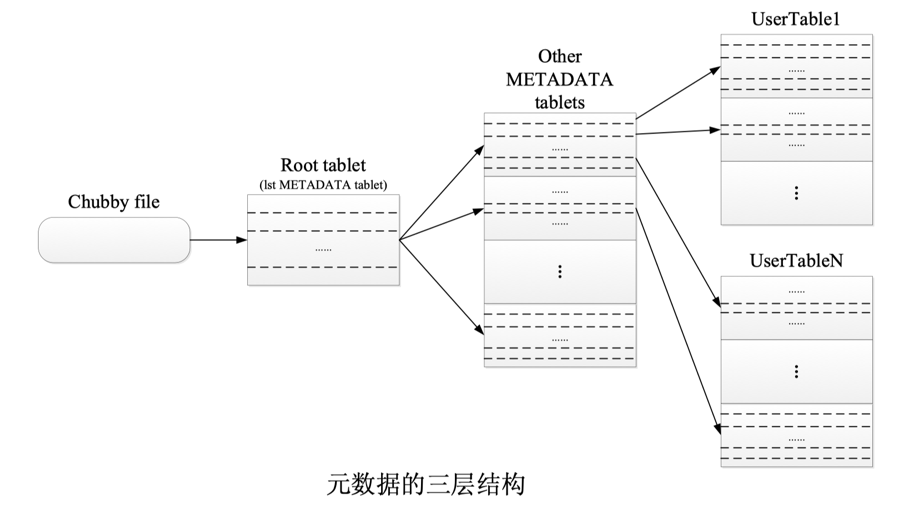 Chubby file
Root tablet
(lst METADATA tablet)
......
Other
METADATA
tablets
......
......
......
⋮
......
UserTable1
......
......
......
⋮
UserTableN
......
......
⋮
......
元数据的三层结构